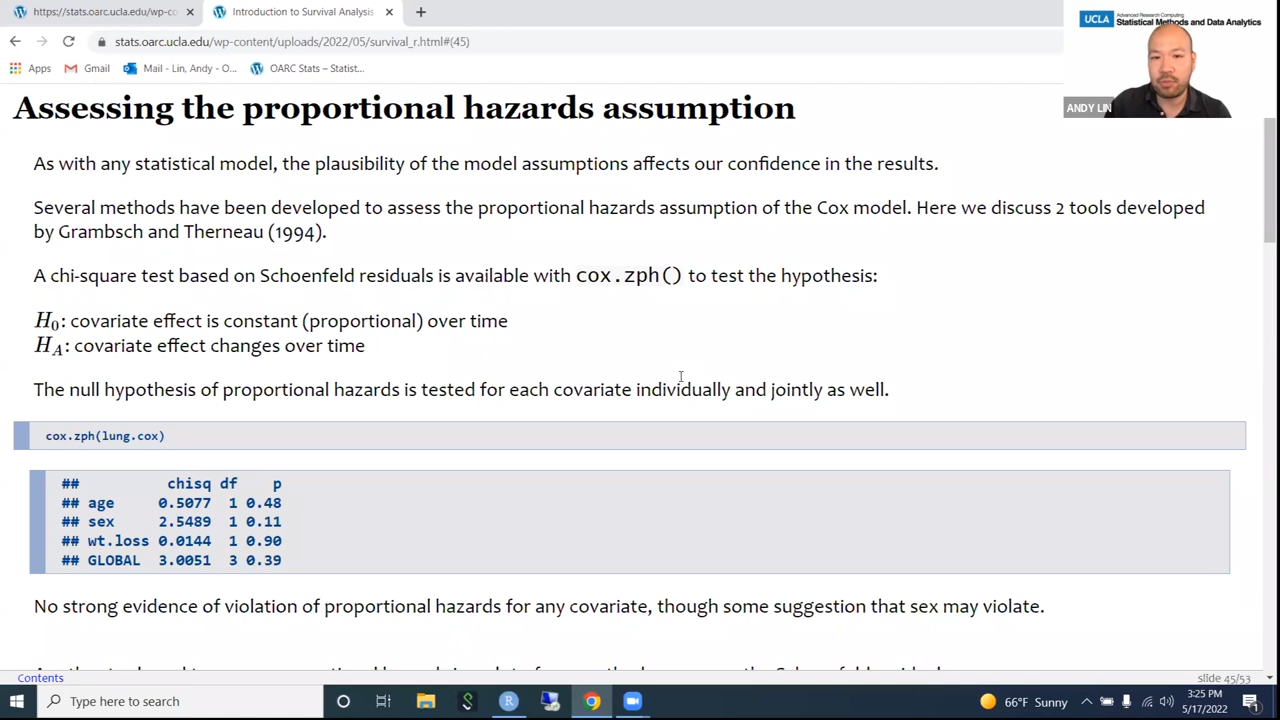 https://stats.oarc.ucla.edu/wp-co
Introduction to Survival Analysis
stats.oarc.ucla.edu/wp-content/uploads/2022/05/survival_r.html#(45)
Apps
Gmail
Mail - Lin, Andy - O...
OARC Stats – Statist...
UCLA
Advanced Research Computing
Statistical Methods and Data Analytics
ANDY LIN
Assessing the proportional hazards assumption
As with any statistical model, the plausibility of the model assumptions affects our confidence in the results.
Several methods have been developed to assess the proportional hazards assumption of the Cox model. Here we discuss 2 tools developed
by Grambsch and Therneau (1994).
A chi-square test based on Schoenfeld residuals is available with cox.zph() to test the hypothesis:
H0: covariate effect is constant (proportional) over time
HA: covariate effect changes over time
The null hypothesis of proportional hazards is tested for each covariate individually and jointly as well.
cox.zph(lung.cox)
## chisq df p
## age 0.5077 1 0.48
## sex 2.5489 1 0.11
## wt.loss 0.0144 1 0.90
## GLOBAL 3.0051 3 0.39
No strong evidence of violation of proportional hazards for any covariate, though some suggestion that sex may violate.
Contents
slide 45/53
Type here to search
66°F Sunny
3:25 PM
5/17/2022